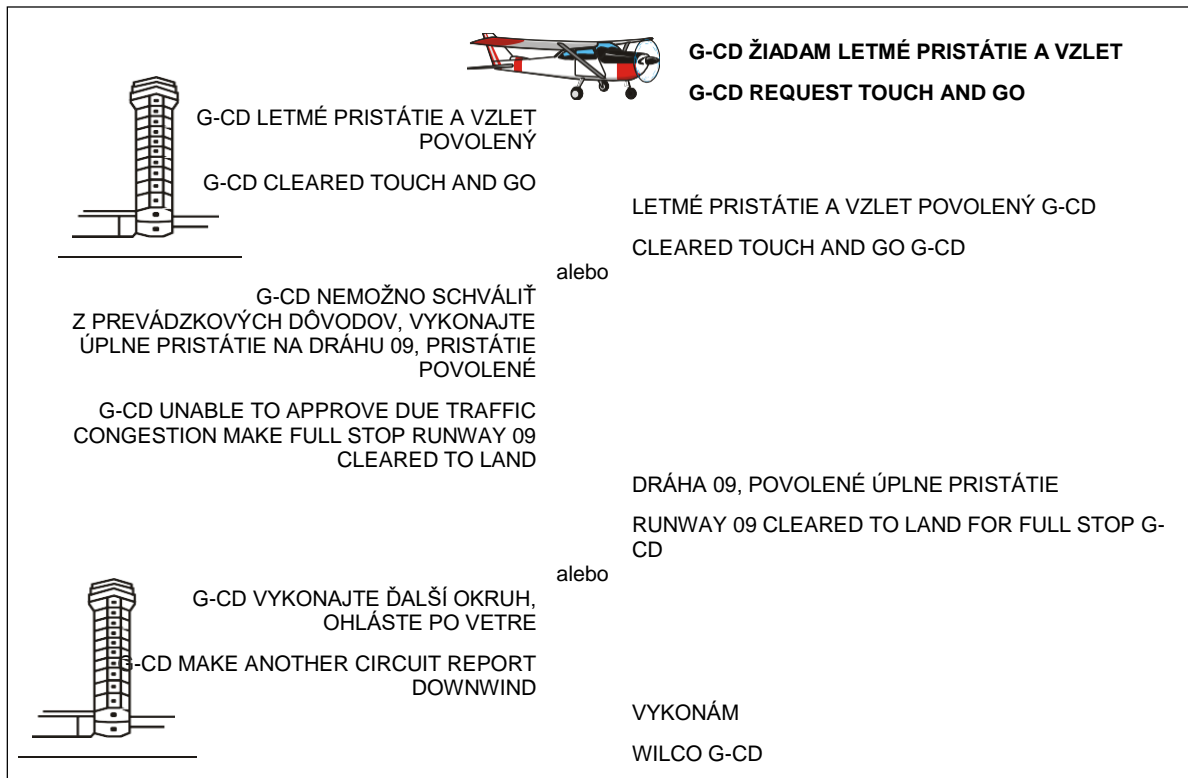 G-CD ŽIADAM LETMÉ PRISTÁTIE A VZLET
G-CD REQUEST TOUCH AND GO
G-CD LETMÉ PRISTÁTIE A VZLET
POVOLENÝ
G-CD CLEARED TOUCH AND GO
LETMÉ PRISTÁTIE A VZLET POVOLENÝ G-CD
CLEARED TOUCH AND GO G-CD
alebo
G-CD NEMOŽNO SCHVÁLIŤ
Z PREVÁDZKOVÝCH DÔVODOV, VYKONAJTE
ÚPLNE PRISTÁTIE NA DRÁHU 09, PRISTÁTIE
POVOLENÉ
G-CD UNABLE TO APPROVE DUE TRAFFIC
CONGESTION MAKE FULL STOP RUNWAY 09
CLEARED TO LAND
DRÁHA 09, POVOLENÉ ÚPLNE PRISTÁTIE
RUNWAY 09 CLEARED TO LAND FOR FULL STOP G-
CD
alebo
G-CD VYKONAJTE ĎALŠÍ OKRUH,
OHLÁSTE PO VETRE
G-CD MAKE ANOTHER CIRCUIT REPORT
DOWNWIND
VYKONÁM
WILCO G-CD